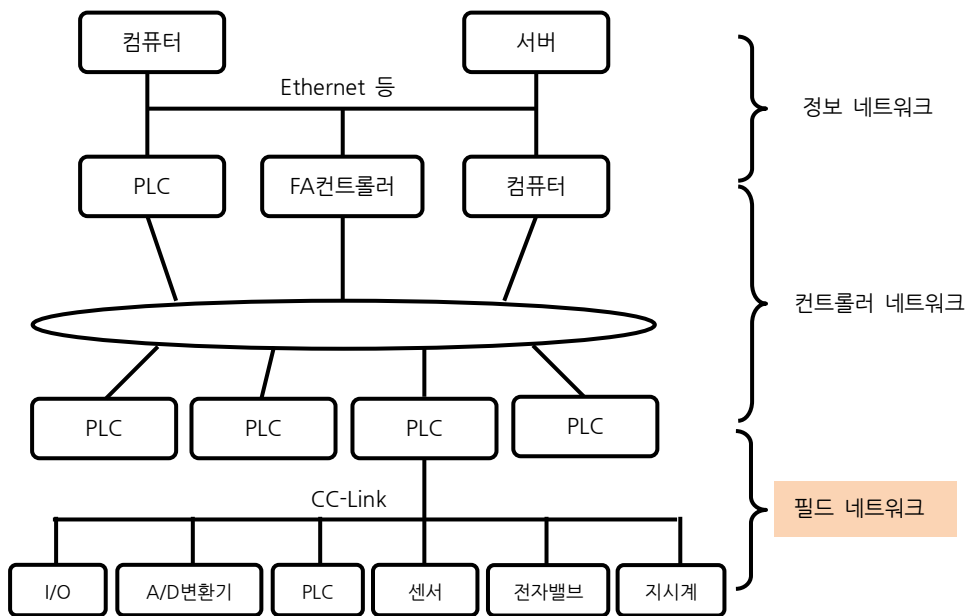 컴퓨터
서버
Ethernet 등
정보 네트워크
PLC
FA컨트롤러
컴퓨터
컨트롤러 네트워크
PLC
PLC
PLC
PLC
CC-Link
필드 네트워크
I/O
A/D변환기
PLC
센서
전자밸브
지시계